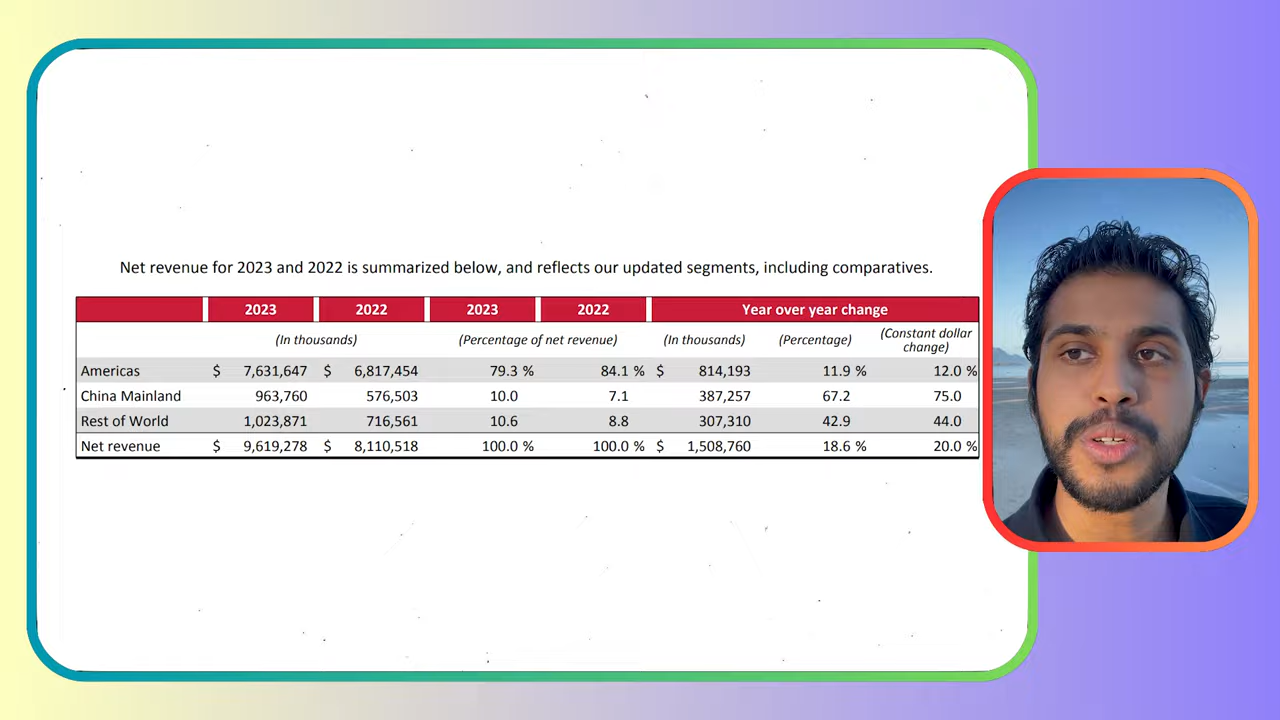 Net revenue for 2023 and 2022 is summarized below, and reflects our updated segments, including comparatives.
2023 2022 2023 2022 Year over year change
(In thousands) (Percentage of net revenue) (In thousands) (Percentage) (Constant dollar change)
Americas $ 7,631,647 $ 6,817,454 79.3 % 84.1 % $ 814,193 11.9 % 12.0 %
China Mainland 963,760 576,503 10.0 7.1 387,257 67.2 75.0
Rest of World 1,023,871 716,561 10.6 8.8 307,310 42.9 44.0
Net revenue $ 9,619,278 $ 8,110,518 100.0 % 100.0 % $ 1,508,760 18.6 % 20.0 %